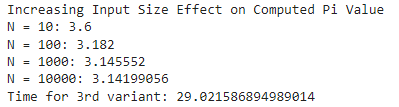 Increasing Input Size Effect on Computed Pi Value
N = 10: 3.6
N = 100: 3.182
N = 1000: 3.145552
N = 10000: 3.14199056
Time for 3rd variant: 29.021586894989014